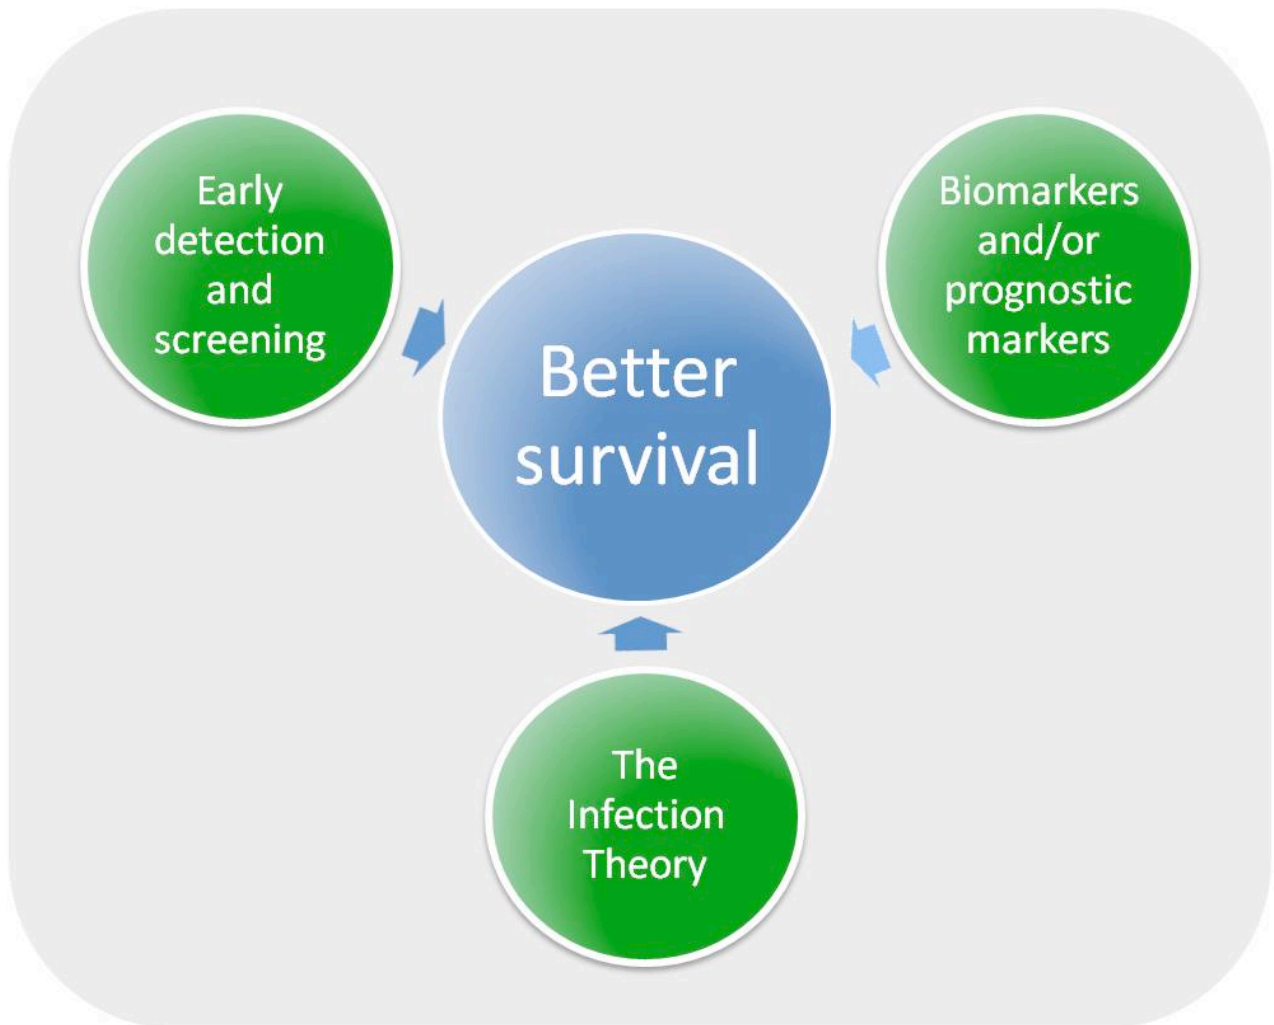 Early
detection
and
screening
Biomarkers
and/or
prognostic
markers
Better
survival
The
Infection
Theory